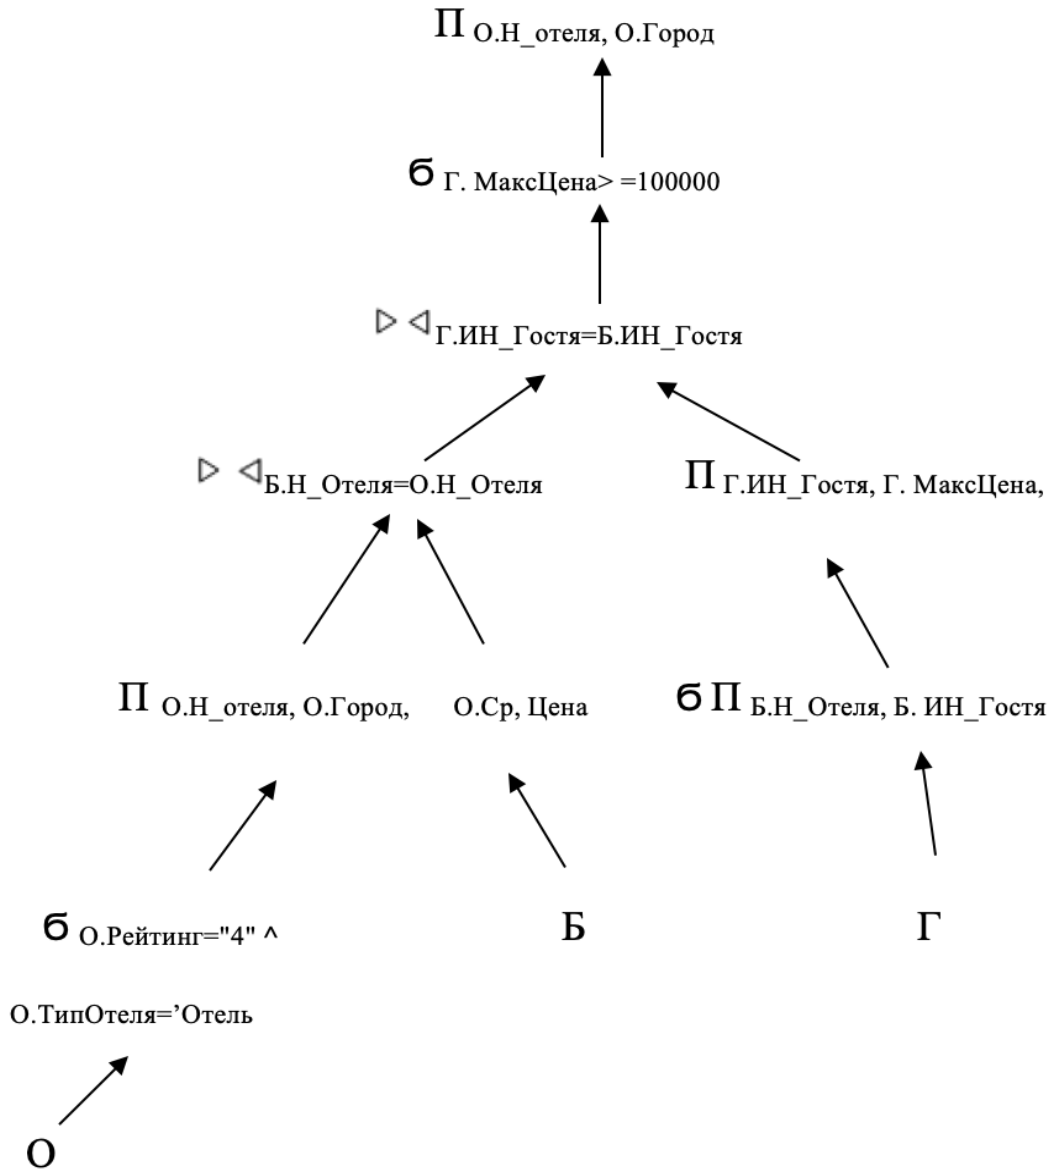 П О.Н_отеля, О.Город
б Г. МаксЦена> =100000
▷ ◁ Г.ИН_Гостя=Б.ИН_Гостя
▷ ◁ Б.Н_Отеля=О.Н_Отеля
П Г.ИН_Гостя, Г. МаксЦена,
П О.Н_отеля, О.Город, О.Ср, Цена
б П Б.Н_Отеля, Б. ИН_Гостя
б О.Рейтинг="4" ^
Б
Г
О.ТипОтеля=’Отель
О